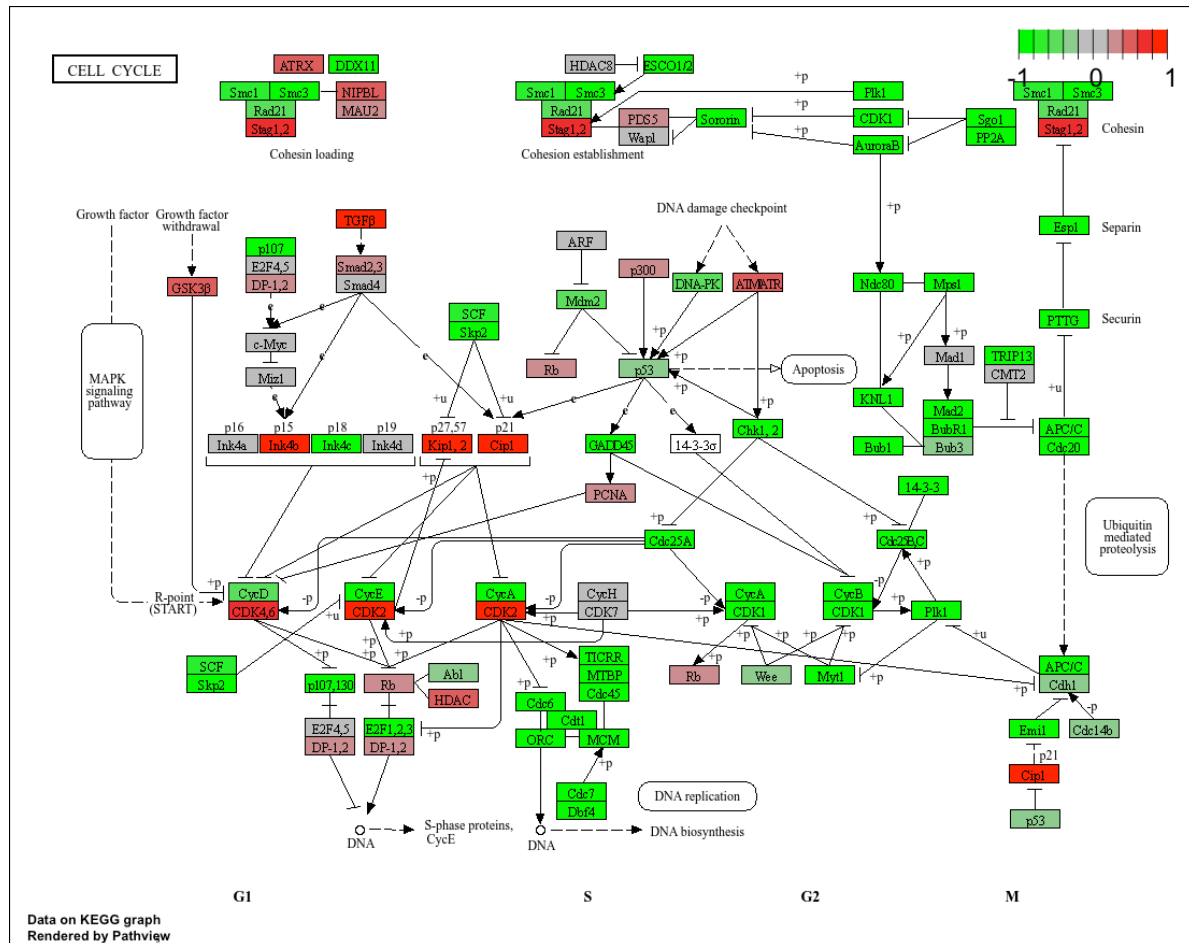 CELL CYCLE
-1 0 1
ATRX
DDX11
Smc1
Smc3
NIPBL
Rad21
MAU2
Stag1,2
Cohesin loading
HDAC8
ESCO1/2
Smc1
Smc3
Rad21
Stag1,2
PDS5
Wapl
Sororin
Cohesion establishment
+p
Plk1
+p
CDK1
+p
AuroraB
Sgo1
PP2A
Smc1
Smc3
Rad21
Stag1,2
Cohesin
Growth factor
Growth factor
withdrawal
TGFβ
DNA damage checkpoint
+p
Esp1
Separin
p107
E2F4,5
DP-1,2
Smad2,3
Smad4
GSK3β
ARF
p300
DNA-PK
ATM/ATR
Mdm2
Ndc80
Mps1
PTTG
Securin
SCF
Skp2
e
e
c-Myc
Miz1
e
e
e
+p
+p
+p
+p
Mad1
TRIP13
CMT2
+u
MAPK
signaling
pathway
Rb
p53
Apoptosis
+p
KNL1
Mad2
BubR1
Bub3
Bub1
APC/C
Cdc20
+u
+u
e
e
e
+p
p16
p15
p18
p19
p27,57
p21
Ink4a
Ink4b
Ink4c
Ink4d
Kip1, 2
Cip1
GADD45
14-3-3σ
Chk1, 2
+p
PCNA
14-3-3
+p
+p
Cdc25A
Cdc25B,C
Ubiquitin
mediated
proteolysis
R-point
(START)
+p
CycD
CDK4,6
-p
CycE
CDK2
-p
CycA
CDK2
-p
CycH
CDK7
-p
+p
CycA
CDK1
CycB
CDK1
-p
+p
+p
Plk1
+u
+u
+p
+p
+p
+p
+p
+p
+p
+p
+p
SCF
Skp2
p107,130
Rb
Abl
HDAC
TICRR
MTBP
Cdc45
Rb
Wee
Myt1
+p
+p
APC/C
Cdh1
+p
Cdc6
Cdt1
ORC
MCM
E2F4,5
DP-1,2
E2F1,2,3
DP-1,2
+p
+p
-p
Emi1
Cdc14b
p21
Cip1
p53
Cdc7
Dbf4
DNA replication
DNA
S-phase proteins,
CycE
DNA
DNA biosynthesis
G1
S
G2
M
Data on KEGG graph
Rendered by Pathview